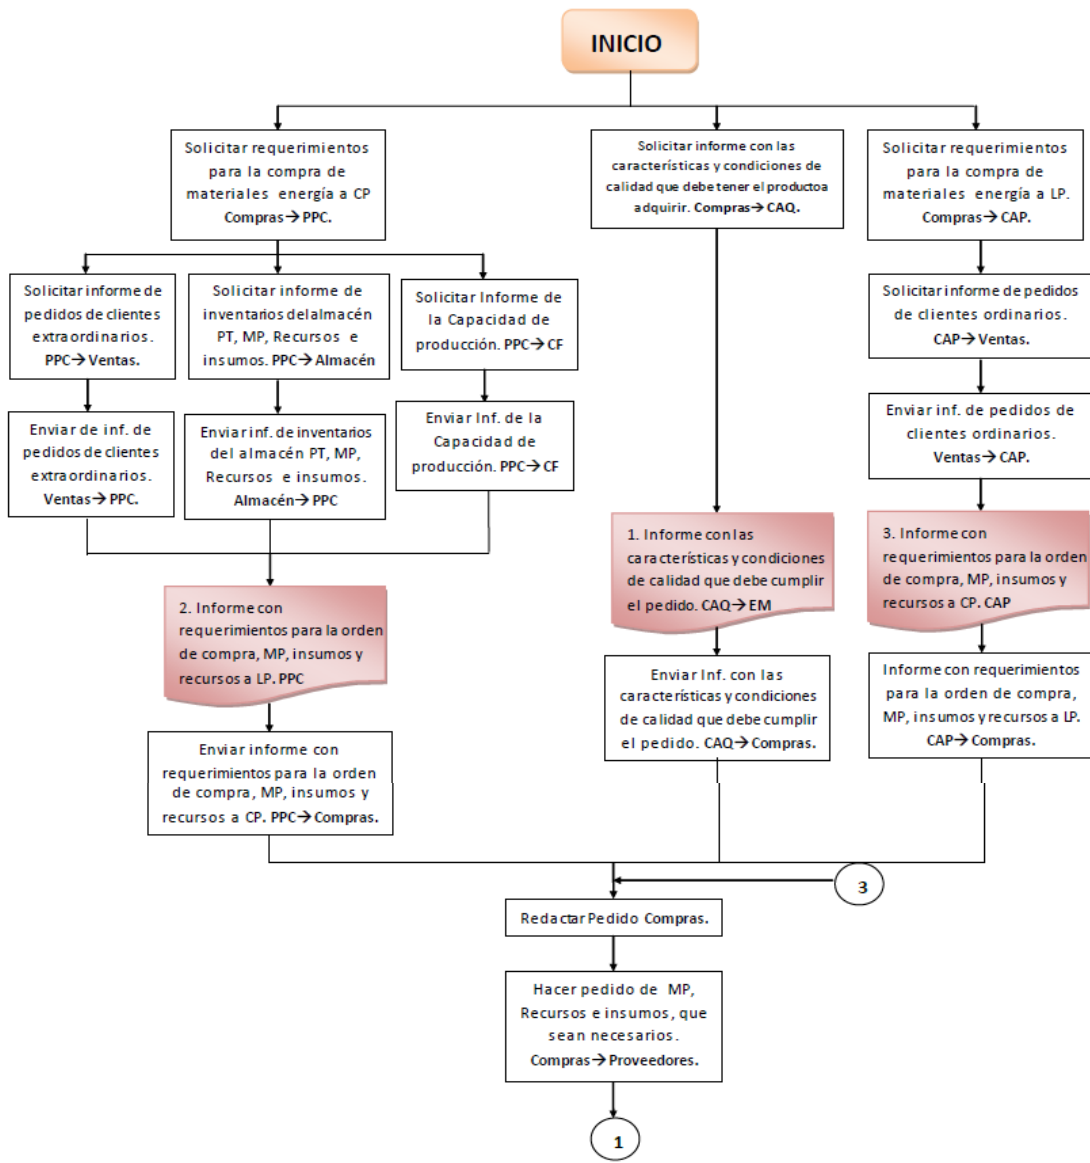 INICIO
Solicitar requerimientos
para la compra de
materiales energía a CP
Compras→PPC.
Solicitar informe con las
características y condiciones de
calidad que debe tener el productoa
adquirir. Compras→CAQ.
Solicitar requerimientos
para la compra de
materiales energía a LP.
Compras→CAP.
Solicitar informe de
pedidos de clientes
extraordinarios.
PPC→Ventas.
Solicitar informe de
inventarios del almacén
PT, MP, Recursos e
insumos. PPC→Almacén
Solicitar Informe de
la Capacidad de
producción. PPC→CF
Solicitar informe de pedidos
de clientes ordinarios.
CAP→Ventas.
Enviar de inf. de
pedidos de clientes
extraordinarios.
Ventas→PPC.
Enviar inf. de inventarios
del almacén PT, MP,
Recursos e insumos.
Almacén→PPC
Enviar Inf. de la
Capacidad de
producción. PPC→CF
Enviar inf. de pedidos de
clientes ordinarios.
Ventas→CAP.
1. Informe con las
características y condiciones
de calidad que debe cumplir
el pedido. CAQ→EM
3. Informe con
requerimientos para la orden
de compra, MP, insumos y
recursos a CP. CAP
2. Informe con
requerimientos para la orden
de compra, MP, insumos y
recursos a LP. PPC
Enviar Inf. con las
características y condiciones
de calidad que debe cumplir
el pedido. CAQ→Compras.
Informe con requerimientos
para la orden de compra,
MP, insumos y recursos a LP.
CAP→Compras.
Enviar informe con
requerimientos para la orden
de compra, MP, insumos y
recursos a CP. PPC→Compras.
3
Redactar Pedido Compras.
Hacer pedido de MP,
Recursos e insumos, que
sean necesarios.
Compras→Proveedores.
1